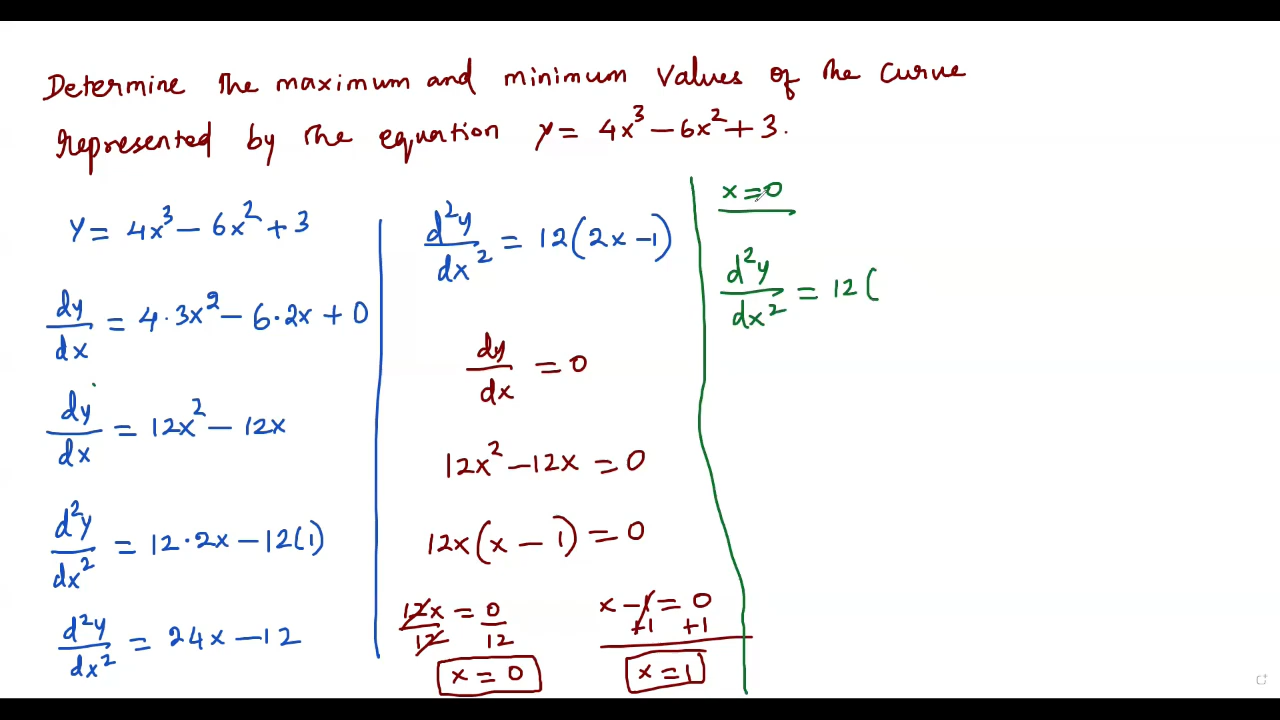 Determine the maximum and minimum values of the curve
represented by the equation y = 4x³ − 6x² + 3.
y = 4x³ − 6x² + 3
dy/dx = 4·3x² − 6·2x + 0
dy/dx = 12x² − 12x
d²y/dx² = 12·2x − 12(1)
d²y/dx² = 24x − 12
d²y/dx² = 12(2x − 1)
dy/dx = 0
12x² − 12x = 0
12x(x − 1) = 0
12x/12 = 0/12
x = 0
x − 1 = 0
+1 +1
x = 1
x = 0
d²y/dx² = 12(